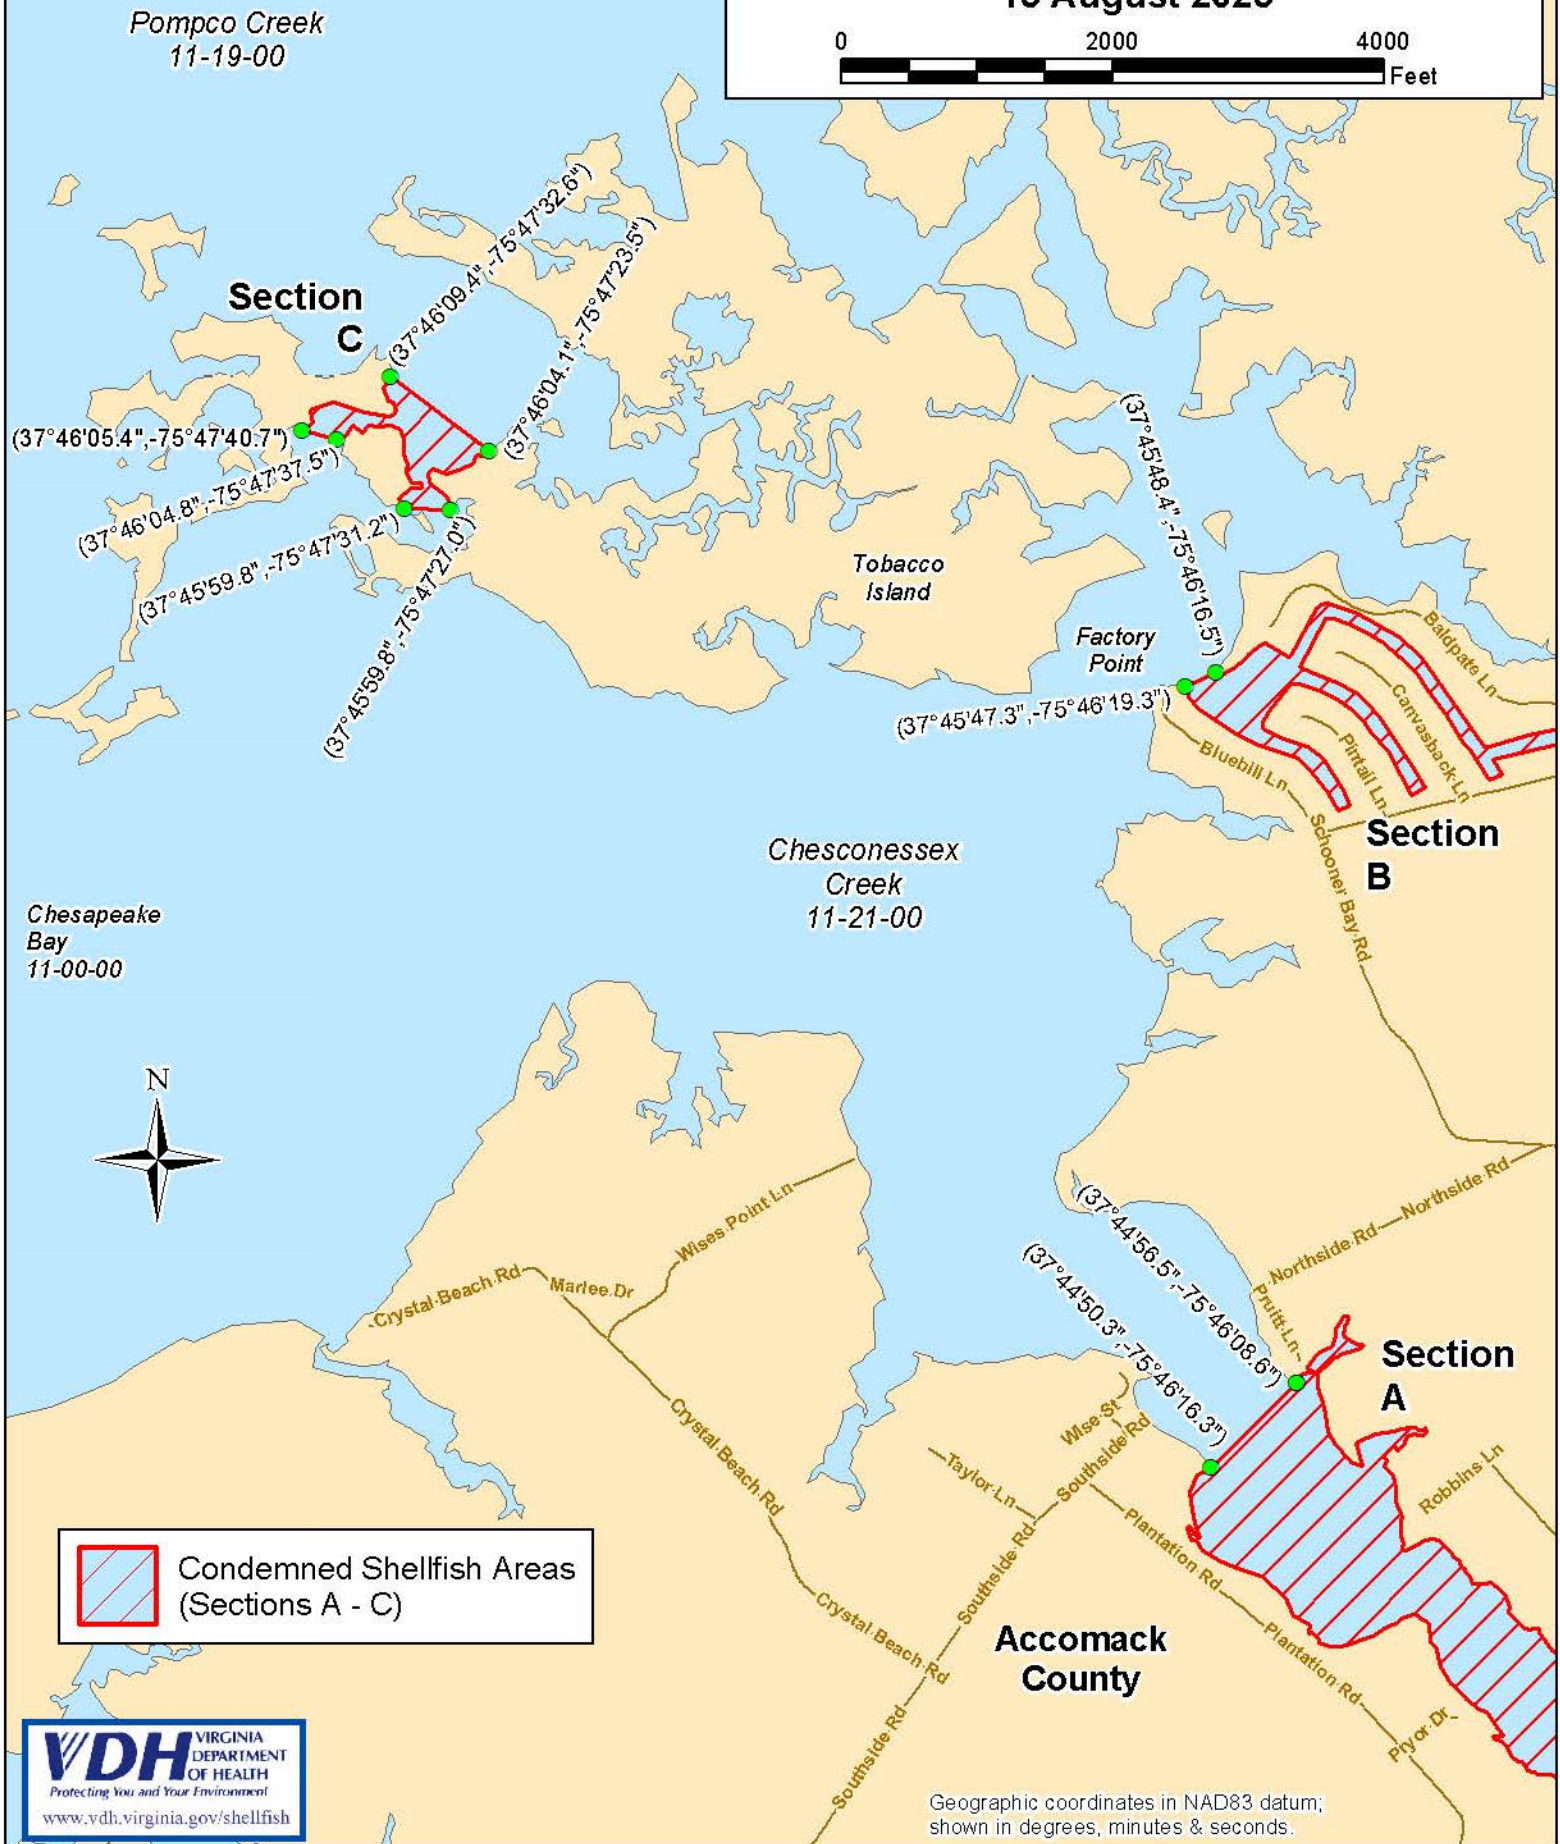 Pompco Creek
11-19-00
0 2000 4000
Feet
(37°46'09.4",-75°47'32.6")
(37°46'04.1",-75°47'23.5")
Section
C
(37°46'05.4",-75°47'40.7")
(37°46'04.8",-75°47'37.5")
(37°45'59.8",-75°47'31.2")
(37°45'59.8",-75°47'27.0")
Tobacco
Island
(37°45'48.4",-75°46'16.5")
Factory
Point
(37°45'47.3",-75°46'19.3")
Baldpate Ln
Canvasback Ln
Pintail Ln
Bluebill Ln
Schooner Bay Rd
Section
B
Chesconessex
Creek
11-21-00
Chesapeake
Bay
11-00-00
N
Northside Rd
Northside Rd
Pruitt Ln
(37°44'56.5",-75°46'08.6")
(37°44'50.3",-75°46'16.3")
Wises Point Ln
Crystal Beach Rd
Marlee Dr
Section
A
Crystal Beach Rd
Wise St
Southside Rd
Taylor Ln
Robbins Ln
Plantation Rd
Southside Rd
Condemned Shellfish Areas
(Sections A - C)
Crystal Beach Rd
Accomack
County
Plantation Rd
Pryor Dr
Southside Rd
VDH
VIRGINIA
DEPARTMENT
OF HEALTH
Protecting You and Your Environment
www.vdh.virginia.gov/shellfish
Geographic coordinates in NAD83 datum;
shown in degrees, minutes & seconds.